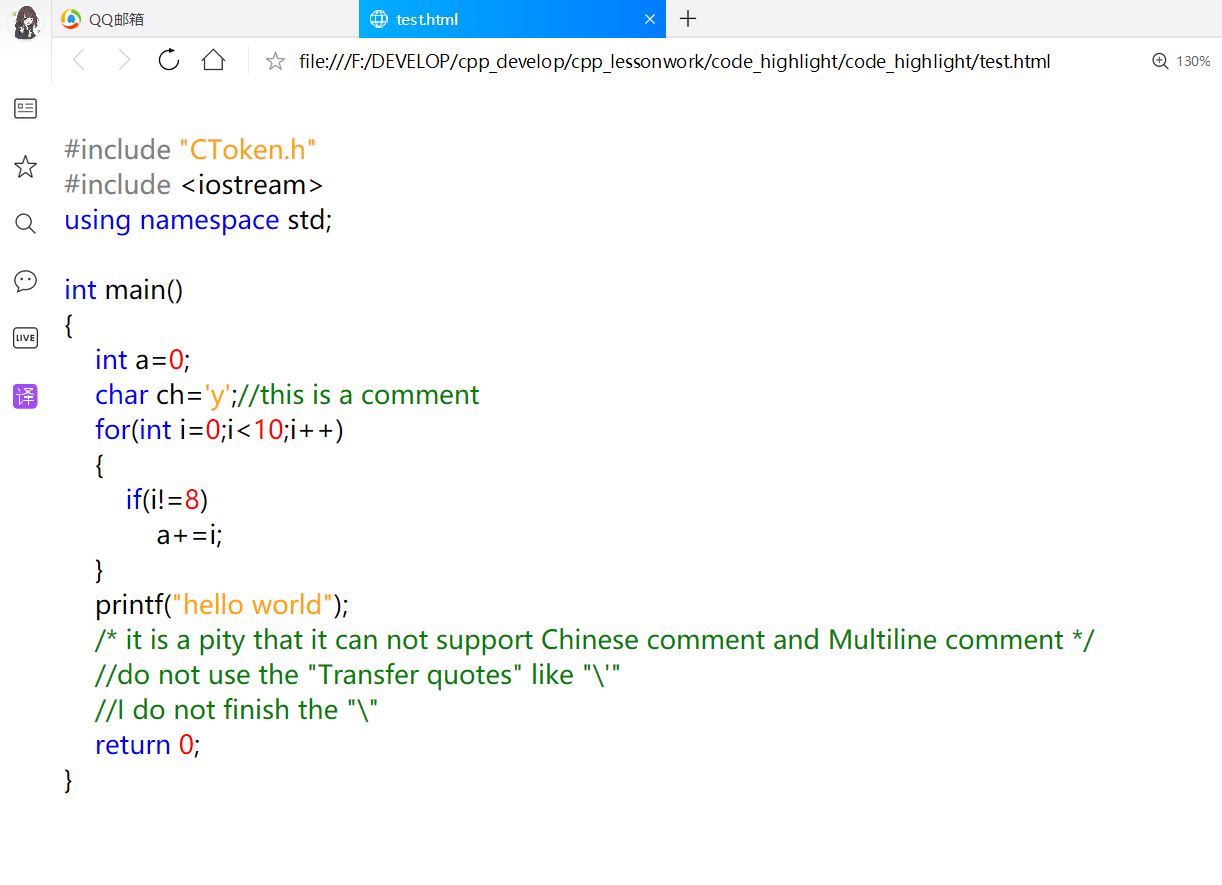 QQ邮箱
test.html
file:///F:/DEVELOP/cpp_develop/cpp_lessonwork/code_highlight/code_highlight/test.html
130%
LIVE
译
#include "CToken.h"
#include <iostream>
using namespace std;
int main()
{
int a=0;
char ch='y';//this is a comment
for(int i=0;i<10;i++)
{
if(i!=8)
a+=i;
}
printf("hello world");
/* it is a pity that it can not support Chinese comment and Multiline comment */
//do not use the "Transfer quotes" like "\'"
//I do not finish the "\"
return 0;
}